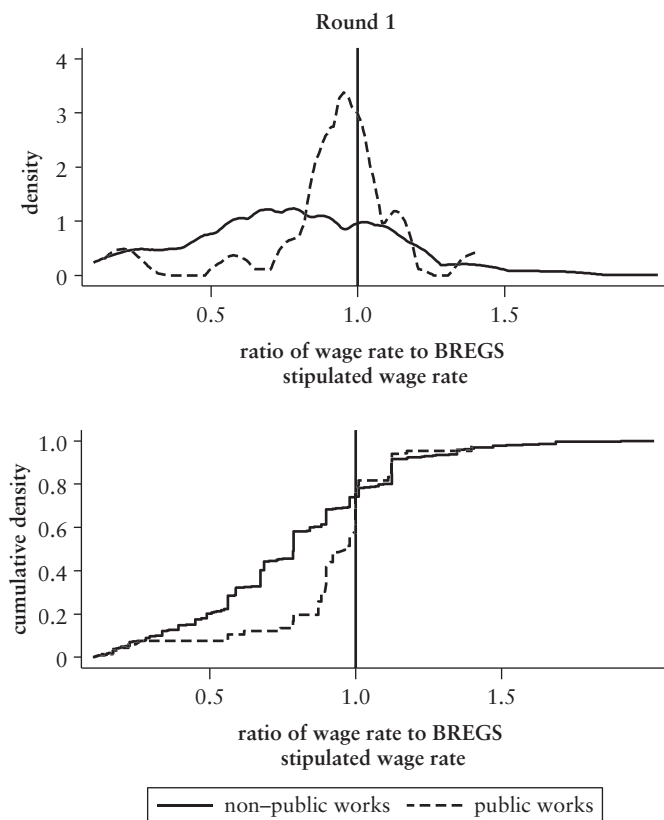 Round 1
4
3
2
1
0
density
0.5 1.0 1.5
ratio of wage rate to BREGS
stipulated wage rate
1.0
0.8
0.6
0.4
0.2
0
cumulative density
0.5 1.0 1.5
ratio of wage rate to BREGS
stipulated wage rate
non–public works public works